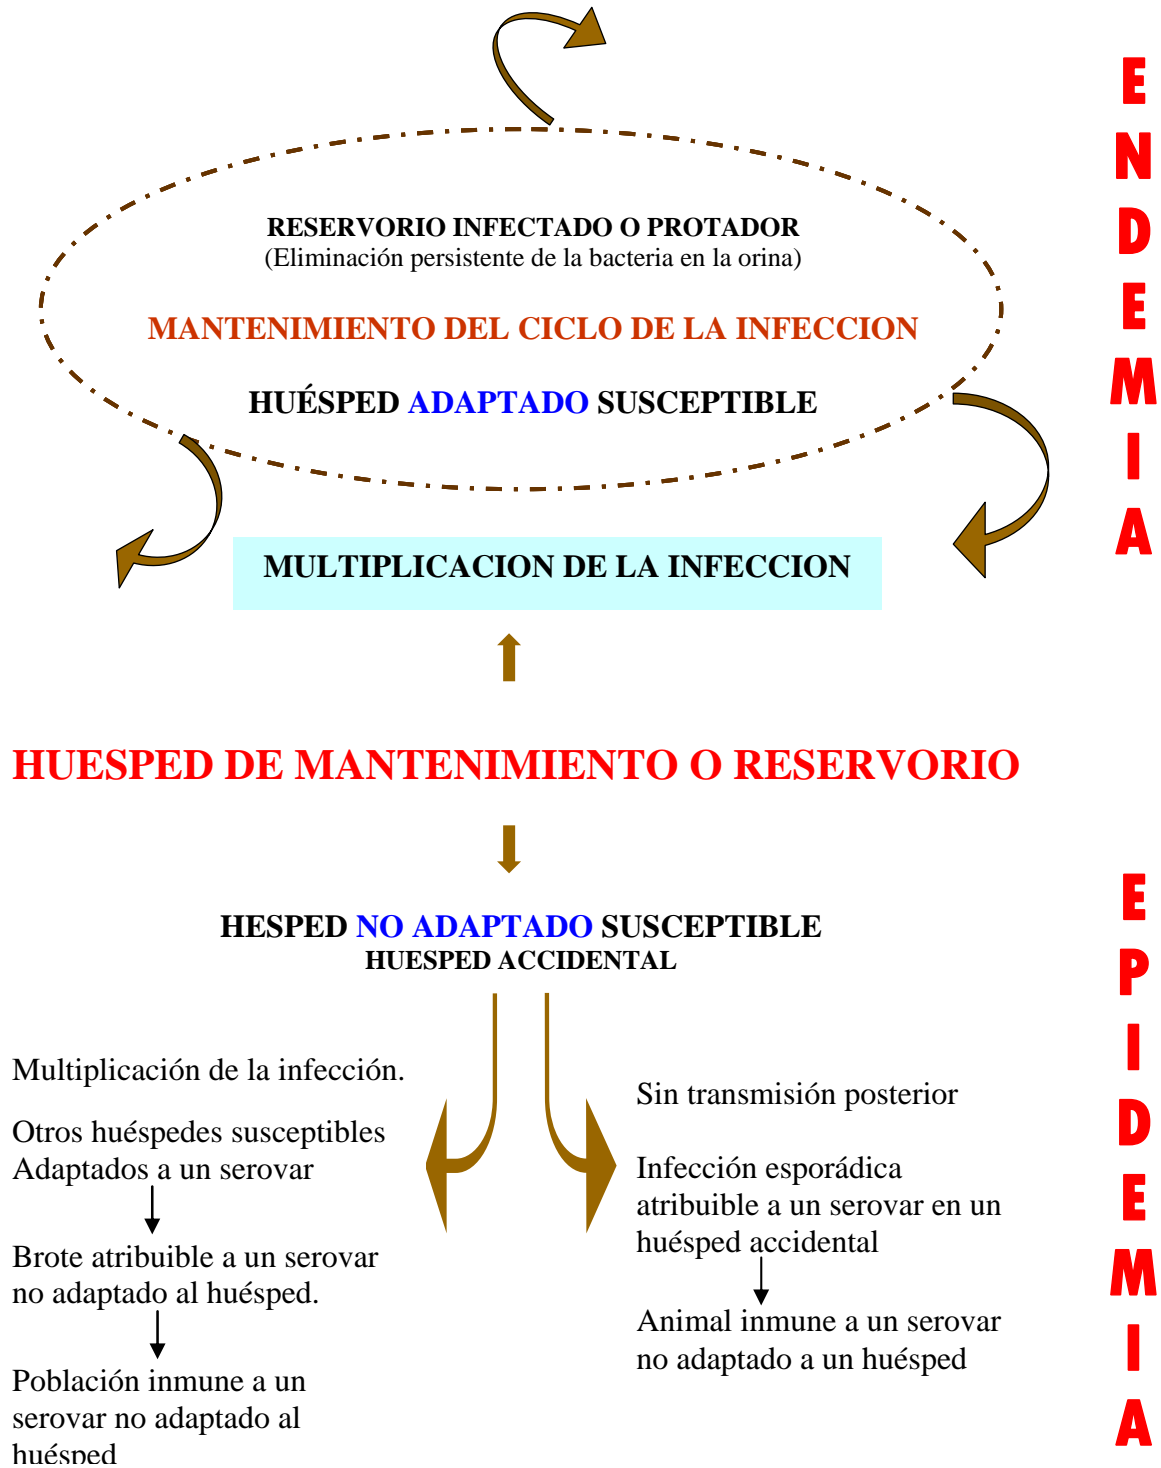 RESERVORIO INFECTADO O PROTADOR
(Eliminación persistente de la bacteria en la orina)
MANTENIMIENTO DEL CICLO DE LA INFECCION
HUÉSPED ADAPTADO SUSCEPTIBLE
MULTIPLICACION DE LA INFECCION
ENDEMIA
HUESPED DE MANTENIMIENTO O RESERVORIO
HESPED NO ADAPTADO SUSCEPTIBLE
HUESPED ACCIDENTAL
Multiplicación de la infección.
Otros huéspedes susceptibles
Adaptados a un serovar
Brote atribuible a un serovar
no adaptado al huésped.
Población inmune a un
serovar no adaptado al
huésped
Sin transmisión posterior
Infección esporádica
atribuible a un serovar en un
huésped accidental
Animal inmune a un serovar
no adaptado a un huésped
EPIDEMIA